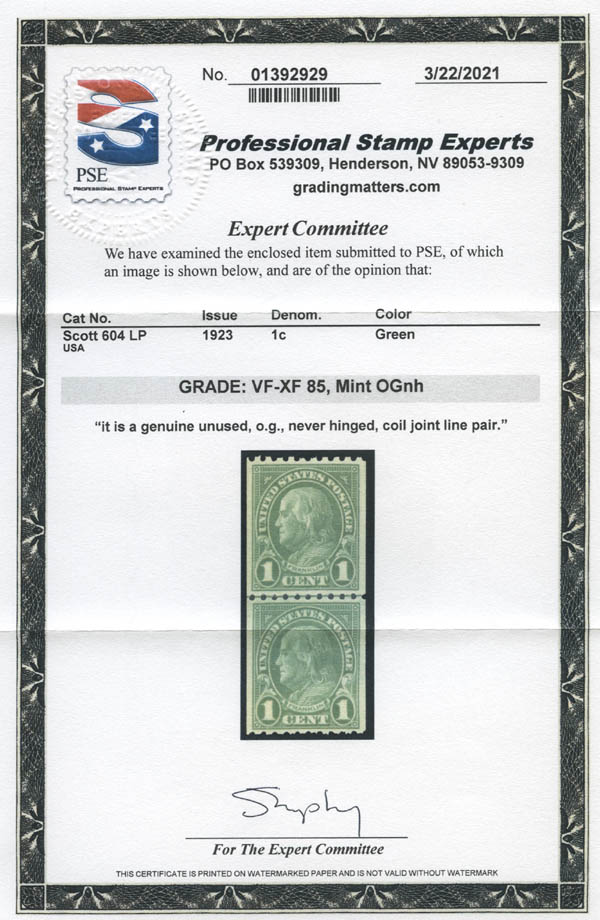 No. 01392929 3/22/2021
PSE
PROFESSIONAL STAMP EXPERTS
Professional Stamp Experts
PO Box 539309, Henderson, NV 89053-9309
gradingmatters.com
Expert Committee
We have examined the enclosed item submitted to PSE, of which
an image is shown below, and are of the opinion that:
Cat No. Issue Denom. Color
Scott 604 LP 1923 1c Green
USA
GRADE: VF-XF 85, Mint OGnh
“it is a genuine unused, o.g., never hinged, coil joint line pair.”
UNITED STATES POSTAGE
FRANKLIN
1 CENT 1
UNITED STATES POSTAGE
FRANKLIN
1 CENT 1
For The Expert Committee
THIS CERTIFICATE IS PRINTED ON WATERMARKED PAPER AND IS NOT VALID WITHOUT WATERMARK